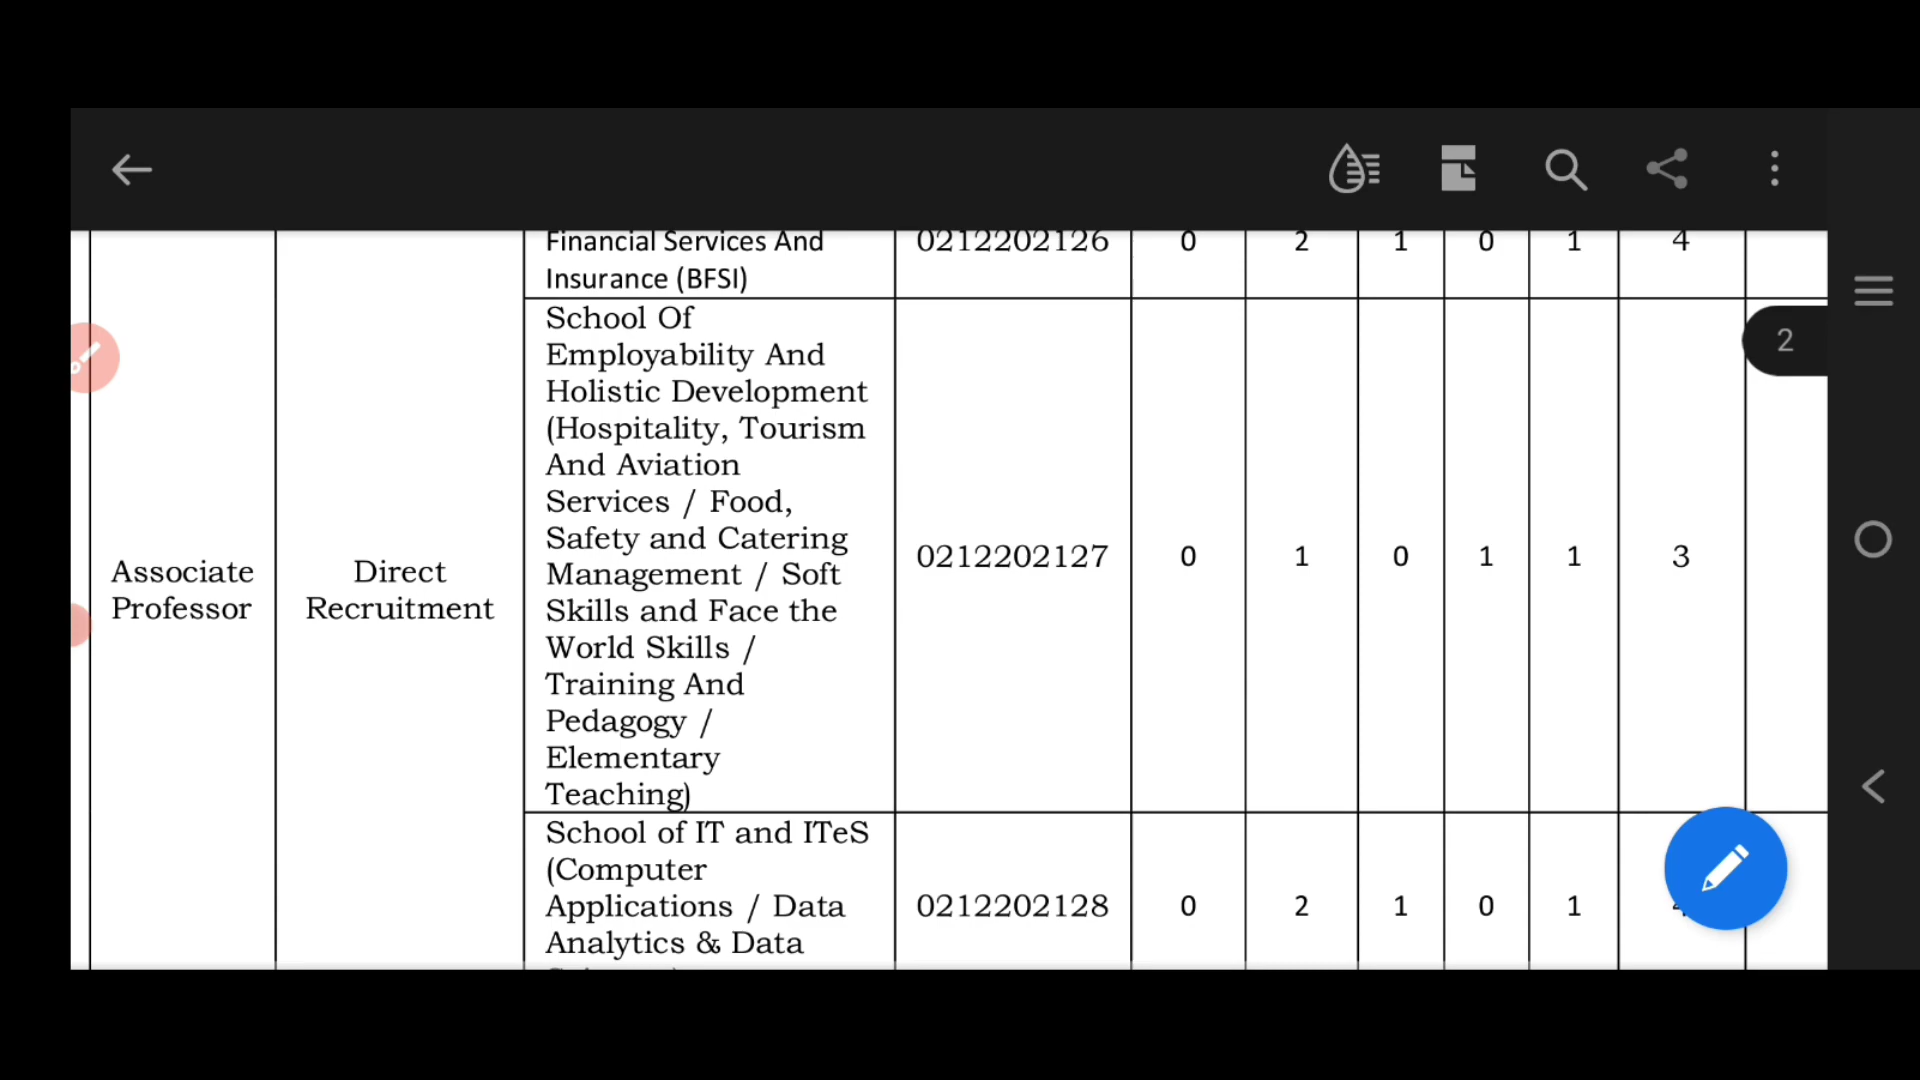 Financial Services And
Insurance (BFSI)
0212202126 0 2 1 0 1 4
2
Associate
Professor
Direct
Recruitment
School Of
Employability And
Holistic Development
(Hospitality, Tourism
And Aviation
Services / Food,
Safety and Catering
Management / Soft
Skills and Face the
World Skills /
Training And
Pedagogy /
Elementary
Teaching)
0212202127 0 1 0 1 1 3
School of IT and ITeS
(Computer
Applications / Data
Analytics & Data
0212202128 0 2 1 0 1